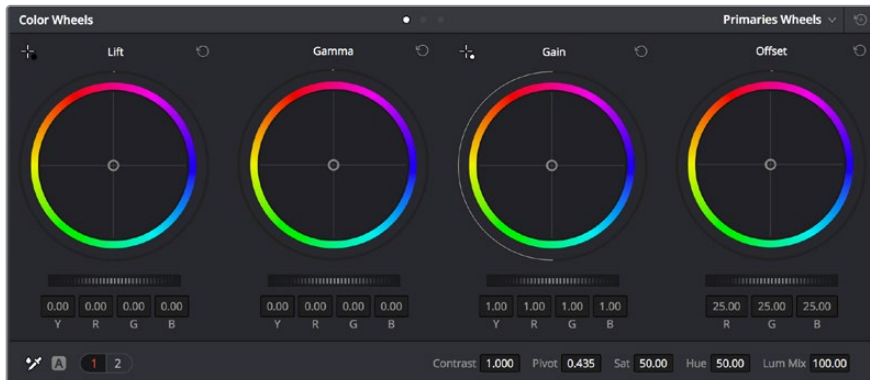 Color Wheels Primaries Wheels
Lift Gamma Gain Offset
0.00 0.00 0.00 0.00 0.00 0.00 0.00 0.00 1.00 1.00 1.00 1.00 25.00 25.00 25.00
Y R G B Y R G B Y R G B R G B
A 1 2 Contrast 1.000 Pivot 0.435 Sat 50.00 Hue 50.00 Lum Mix 100.00